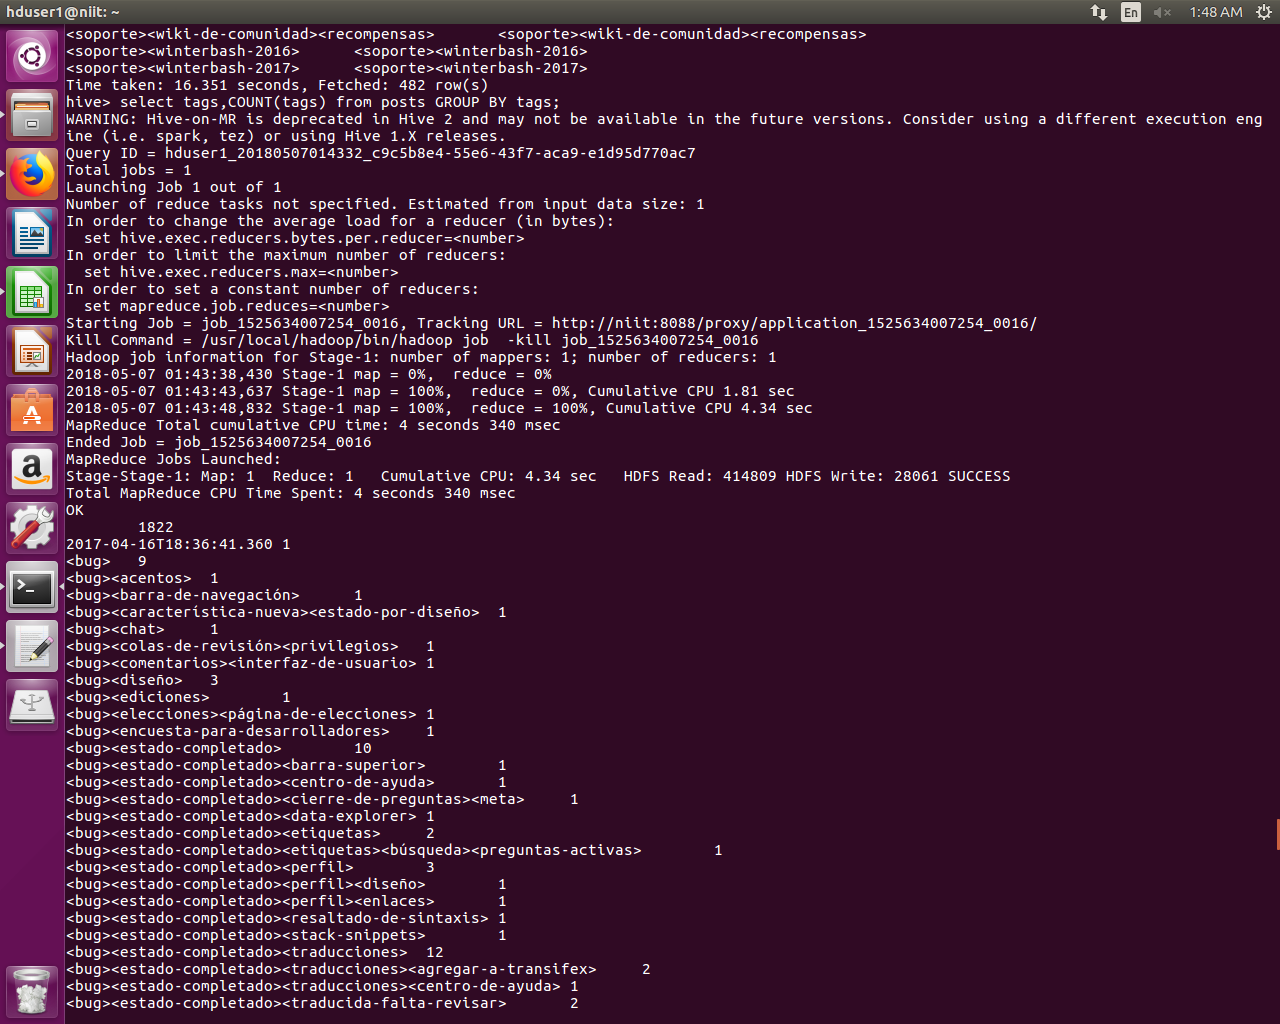 hduser1@niit: ~
En
1:48 AM
<soporte><wiki-de-comunidad><recompensas>       <soporte><wiki-de-comunidad><recompensas>
<soporte><winterbash-2016>      <soporte><winterbash-2016>
<soporte><winterbash-2017>      <soporte><winterbash-2017>
Time taken: 16.351 seconds, Fetched: 482 row(s)
hive> select tags,COUNT(tags) from posts GROUP BY tags;
WARNING: Hive-on-MR is deprecated in Hive 2 and may not be available in the future versions. Consider using a different execution eng
ine (i.e. spark, tez) or using Hive 1.X releases.
Query ID = hduser1_20180507014332_c9c5b8e4-55e6-43f7-aca9-e1d95d770ac7
Total jobs = 1
Launching Job 1 out of 1
Number of reduce tasks not specified. Estimated from input data size: 1
In order to change the average load for a reducer (in bytes):
  set hive.exec.reducers.bytes.per.reducer=<number>
In order to limit the maximum number of reducers:
  set hive.exec.reducers.max=<number>
In order to set a constant number of reducers:
  set mapreduce.job.reduces=<number>
Starting Job = job_1525634007254_0016, Tracking URL = http://niit:8088/proxy/application_1525634007254_0016/
Kill Command = /usr/local/hadoop/bin/hadoop job  -kill job_1525634007254_0016
Hadoop job information for Stage-1: number of mappers: 1; number of reducers: 1
2018-05-07 01:43:38,430 Stage-1 map = 0%,  reduce = 0%
2018-05-07 01:43:43,637 Stage-1 map = 100%,  reduce = 0%, Cumulative CPU 1.81 sec
2018-05-07 01:43:48,832 Stage-1 map = 100%,  reduce = 100%, Cumulative CPU 4.34 sec
MapReduce Total cumulative CPU time: 4 seconds 340 msec
Ended Job = job_1525634007254_0016
MapReduce Jobs Launched:
Stage-Stage-1: Map: 1  Reduce: 1   Cumulative CPU: 4.34 sec   HDFS Read: 414809 HDFS Write: 28061 SUCCESS
Total MapReduce CPU Time Spent: 4 seconds 340 msec
OK
        1822
2017-04-16T18:36:41.360 1
<bug>   9
<bug><acentos>  1
<bug><barra-de-navegación>      1
<bug><característica-nueva><estado-por-diseño>  1
<bug><chat>     1
<bug><colas-de-revisión><privilegios>   1
<bug><comentarios><interfaz-de-usuario> 1
<bug><diseño>   3
<bug><ediciones>        1
<bug><elecciones><página-de-elecciones> 1
<bug><encuesta-para-desarrolladores>    1
<bug><estado-completado>        10
<bug><estado-completado><barra-superior>        1
<bug><estado-completado><centro-de-ayuda>       1
<bug><estado-completado><cierre-de-preguntas><meta>     1
<bug><estado-completado><data-explorer> 1
<bug><estado-completado><etiquetas>     2
<bug><estado-completado><etiquetas><búsqueda><preguntas-activas>        1
<bug><estado-completado><perfil>        3
<bug><estado-completado><perfil><diseño>        1
<bug><estado-completado><perfil><enlaces>       1
<bug><estado-completado><resaltado-de-sintaxis> 1
<bug><estado-completado><stack-snippets>        1
<bug><estado-completado><traducciones>  12
<bug><estado-completado><traducciones><agregar-a-transifex>     2
<bug><estado-completado><traducciones><centro-de-ayuda> 1
<bug><estado-completado><traducida-falta-revisar>       2